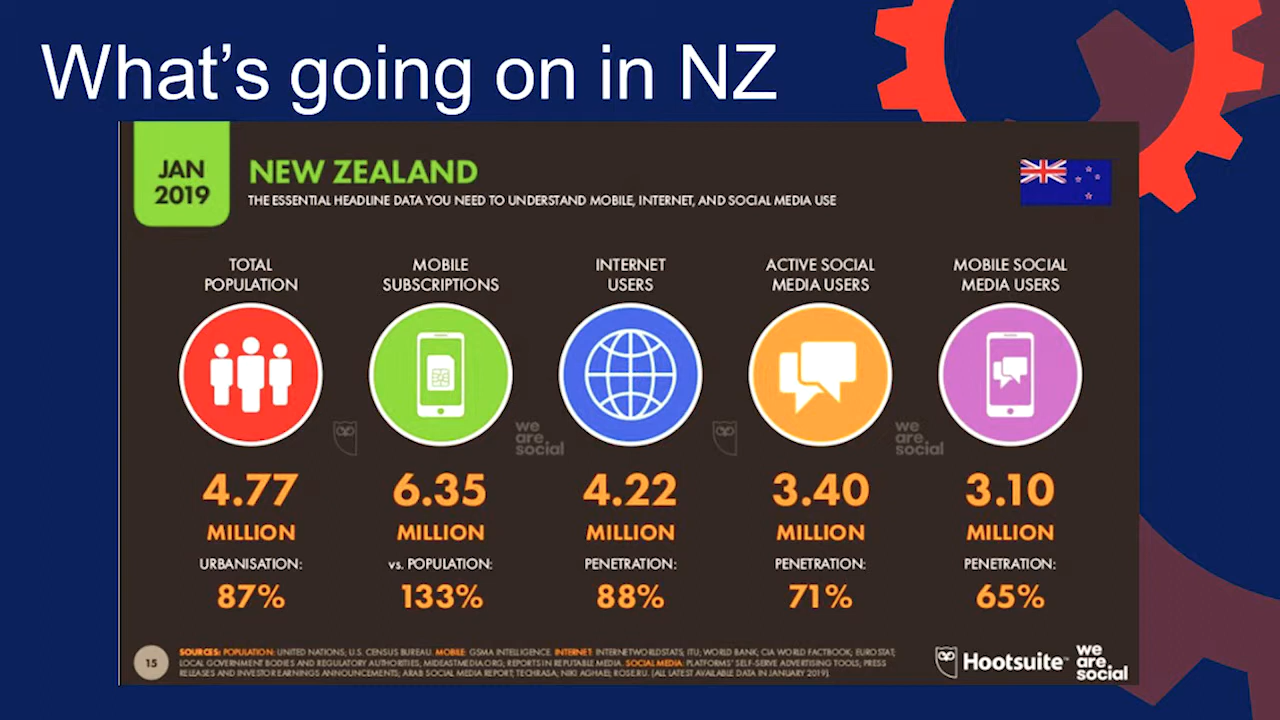 What's going on in NZ
JAN
2019
NEW ZEALAND
THE ESSENTIAL HEADLINE DATA YOU NEED TO UNDERSTAND MOBILE, INTERNET, AND SOCIAL MEDIA USE
TOTAL
POPULATION
MOBILE
SUBSCRIPTIONS
INTERNET
USERS
ACTIVE SOCIAL
MEDIA USERS
MOBILE SOCIAL
MEDIA USERS
we
are
social
we
are
social
4.77
MILLION
URBANISATION:
87%
6.35
MILLION
vs. POPULATION:
133%
4.22
MILLION
PENETRATION:
88%
3.40
MILLION
PENETRATION:
71%
3.10
MILLION
PENETRATION:
65%
15
SOURCES: POPULATION: UNITED NATIONS; U.S. CENSUS BUREAU. MOBILE: GSMA INTELLIGENCE. INTERNET: INTERNETWORLDSTATS; ITU; WORLD BANK; CIA WORLD FACTBOOK; EUROSTAT;
LOCAL GOVERNMENT BODIES AND REGULATORY AUTHORITIES; MIDEASTMEDIA.ORG; REPORTS IN REPUTABLE MEDIA. SOCIAL MEDIA: PLATFORMS' SELF-SERVE ADVERTISING TOOLS; PRESS
RELEASES AND INVESTOR EARNINGS ANNOUNCEMENTS; ARAB SOCIAL MEDIA REPORT; TECHRASA; NIKI AGHAEI; ROSE.RU. (ALL LATEST AVAILABLE DATA IN JANUARY 2019).
Hootsuite™
we
are
social